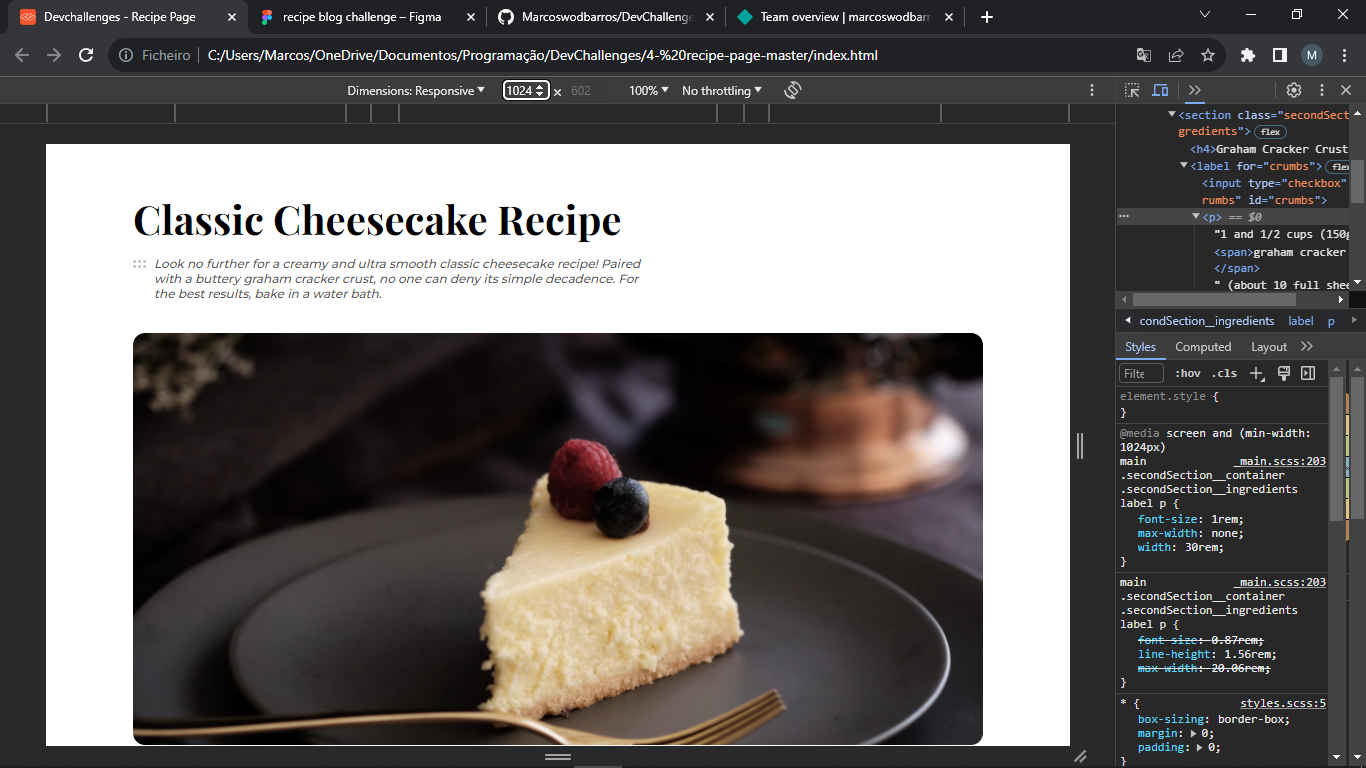 Devchallenges - Recipe Page
recipe blog challenge – Figma
Marcoswodbarros/DevChallenge
Team overview | marcoswodbarr
Ficheiro
C:/Users/Marcos/OneDrive/Documentos/Programação/DevChallenges/4-%20recipe-page-master/index.html
M
Dimensions: Responsive
1024 x 602
100%
No throttling
Classic Cheesecake Recipe
Look no further for a creamy and ultra smooth classic cheesecake recipe! Paired
with a buttery graham cracker crust, no one can deny its simple decadence. For
the best results, bake in a water bath.
<section class="secondSect
gredients"> flex
<h4>Graham Cracker Crust
<label for="crumbs"> flex
<input type="checkbox"
rumbs" id="crumbs">
<p> == $0
"1 and 1/2 cups (150g
<span>graham cracker
</span>
" (about 10 full shee
condSection__ingredients label p
Styles Computed Layout
Filte :hov .cls
element.style {
}
@media screen and (min-width:
1024px)
main _main.scss:203
.secondSection__container
.secondSection__ingredients
label p {
font-size: 1rem;
max-width: none;
width: 30rem;
}
main _main.scss:203
.secondSection__container
.secondSection__ingredients
label p {
font-size: 0.87rem;
line-height: 1.56rem;
max-width: 20.06rem;
}
* { styles.scss:5
box-sizing: border-box;
margin: 0;
padding: 0;
}